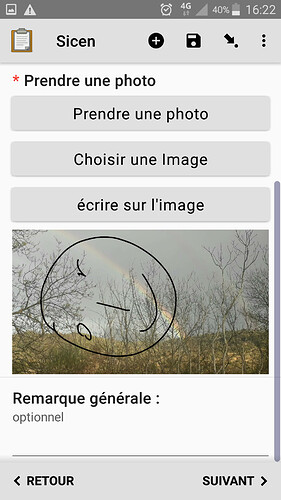 4G
40% 16:22
Sicen
* Prendre une photo
Prendre une photo
Choisir une Image
écrire sur l'image
Remarque générale :
optionnel
RETOUR SUIVANT